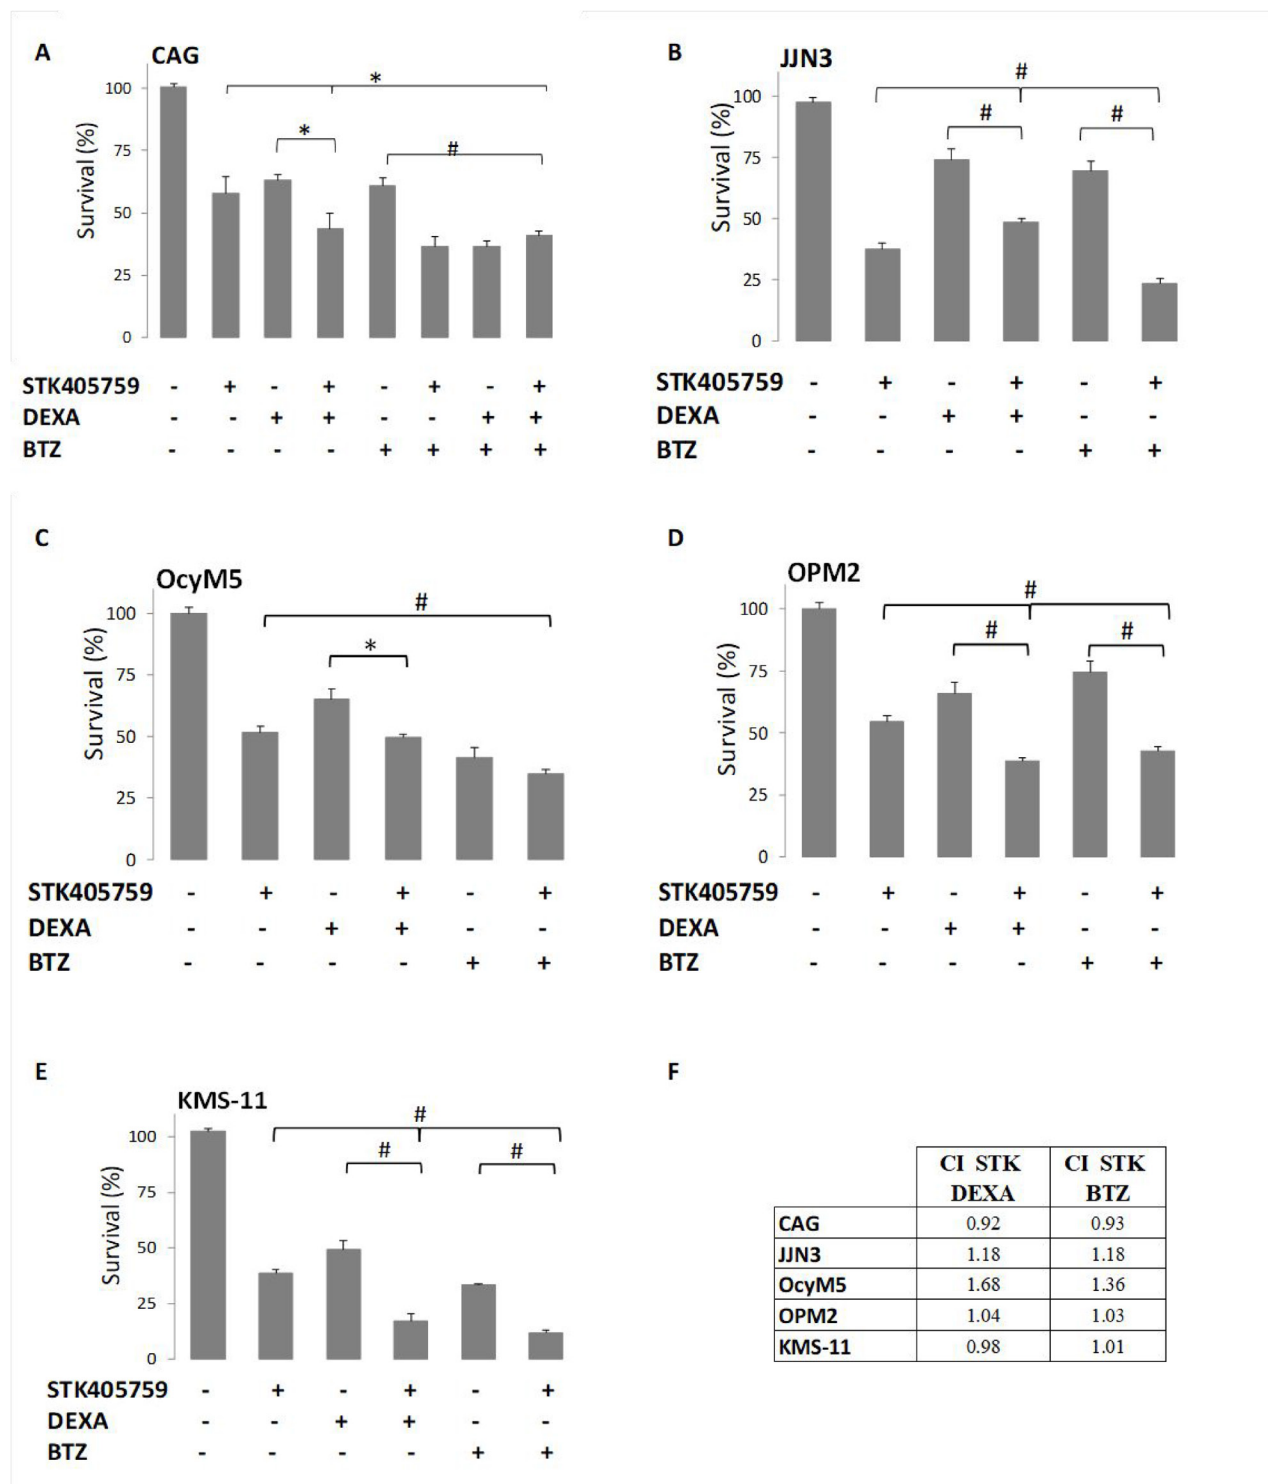 A
CAG
*
100
*
#
75
50
25
0
Survival (%)
STK405759 - + - + - + - +
DEXA - - + + - - + +
BTZ - - - - + + + +
B
JJN3
#
100
# #
75
50
25
0
Survival (%)
STK405759 - + - + - +
DEXA - - + + - -
BTZ - - - - + +
C
OcyM5
#
100
*
75
50
25
0
Survival (%)
STK405759 - + - + - +
DEXA - - + + - -
BTZ - - - - + +
D
OPM2
#
100
# #
75
50
25
0
Survival (%)
STK405759 - + - + - +
DEXA - - + + - -
BTZ - - - - + +
E
KMS-11
#
100
# #
75
50
25
0
Survival (%)
STK405759 - + - + - +
DEXA - - + + - -
BTZ - - - - + +
F
CI STK CI STK
DEXA BTZ
CAG 0.92 0.93
JJN3 1.18 1.18
OcyM5 1.68 1.36
OPM2 1.04 1.03
KMS-11 0.98 1.01